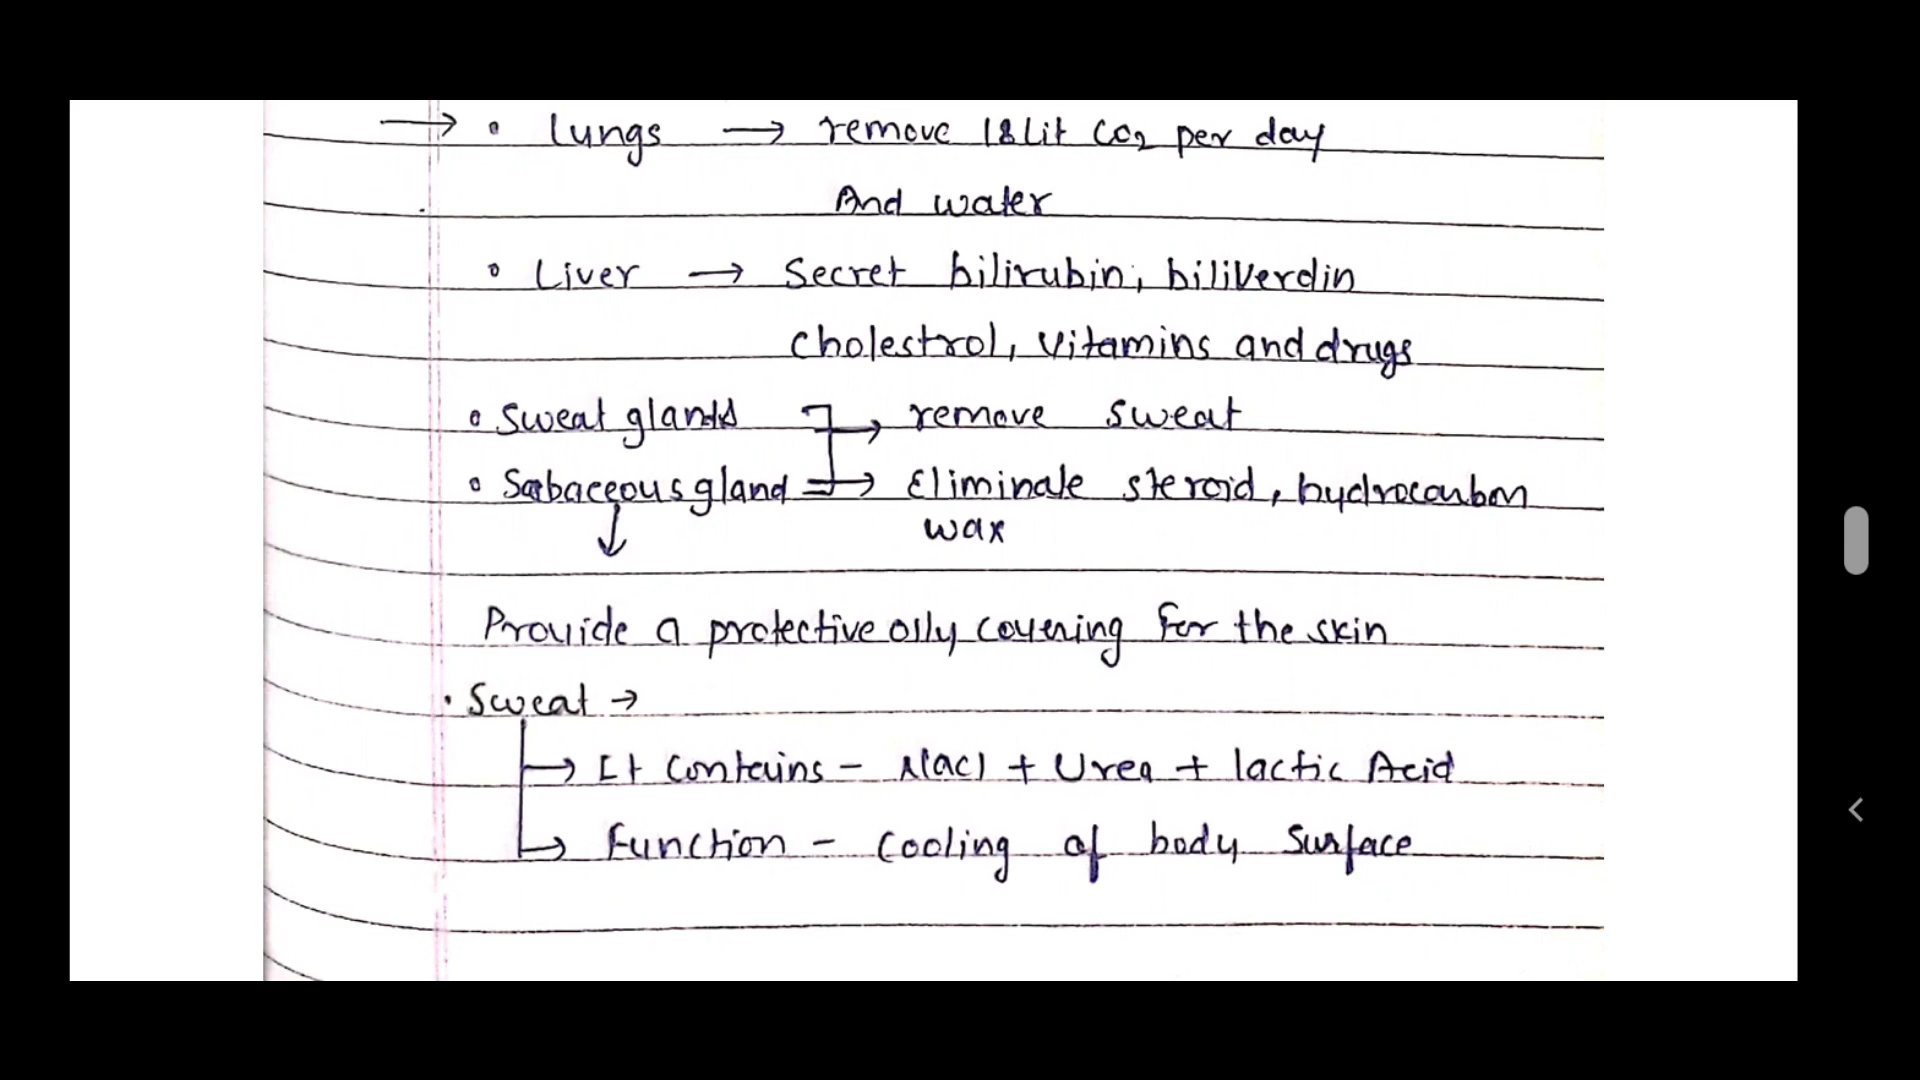 → • lungs → remove 18Lit CO2 per day
And water
• Liver → Secret bilirubin, biliverdin
cholestrol, vitamins and drugs
• Sweat glands → remove sweat
• Sabaceous gland → Eliminate steroid, hydrocarbon
wax
↓
Provide a protective oily covering for the skin
• Sweat →
→ It contains - NaCl + Urea + lactic Acid
→ Function - Cooling of body Surface